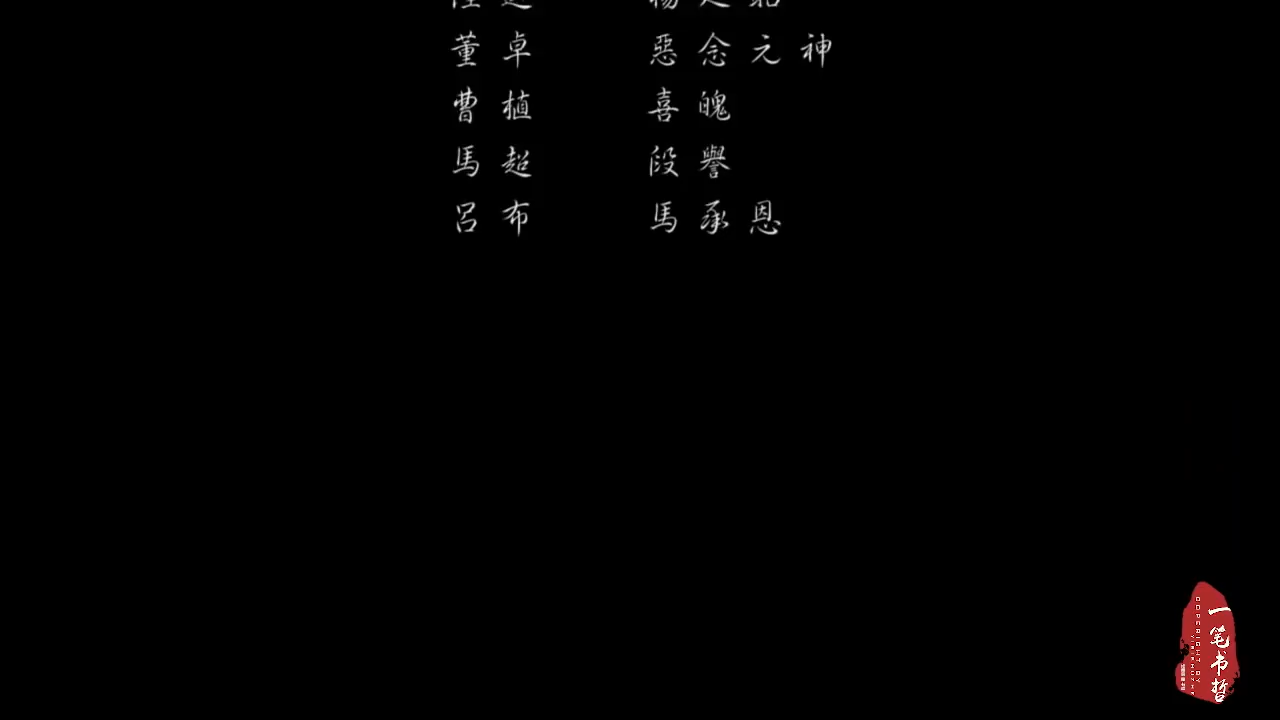 董卓 惡念元神
曹植 喜魄
馬超 段譽
呂布 馬承恩
一笔书哲